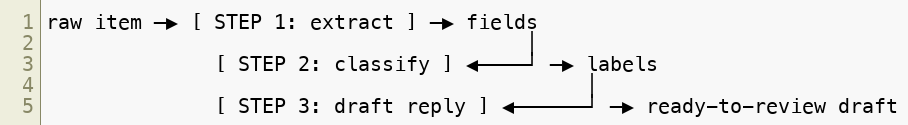 1 raw item ─► [ STEP 1: extract ] ─► fields
2 │
3 [ STEP 2: classify ] ◄─────┘ ─► labels
4 │
5 [ STEP 3: draft reply ] ◄──────┘ ─► ready-to-review draft